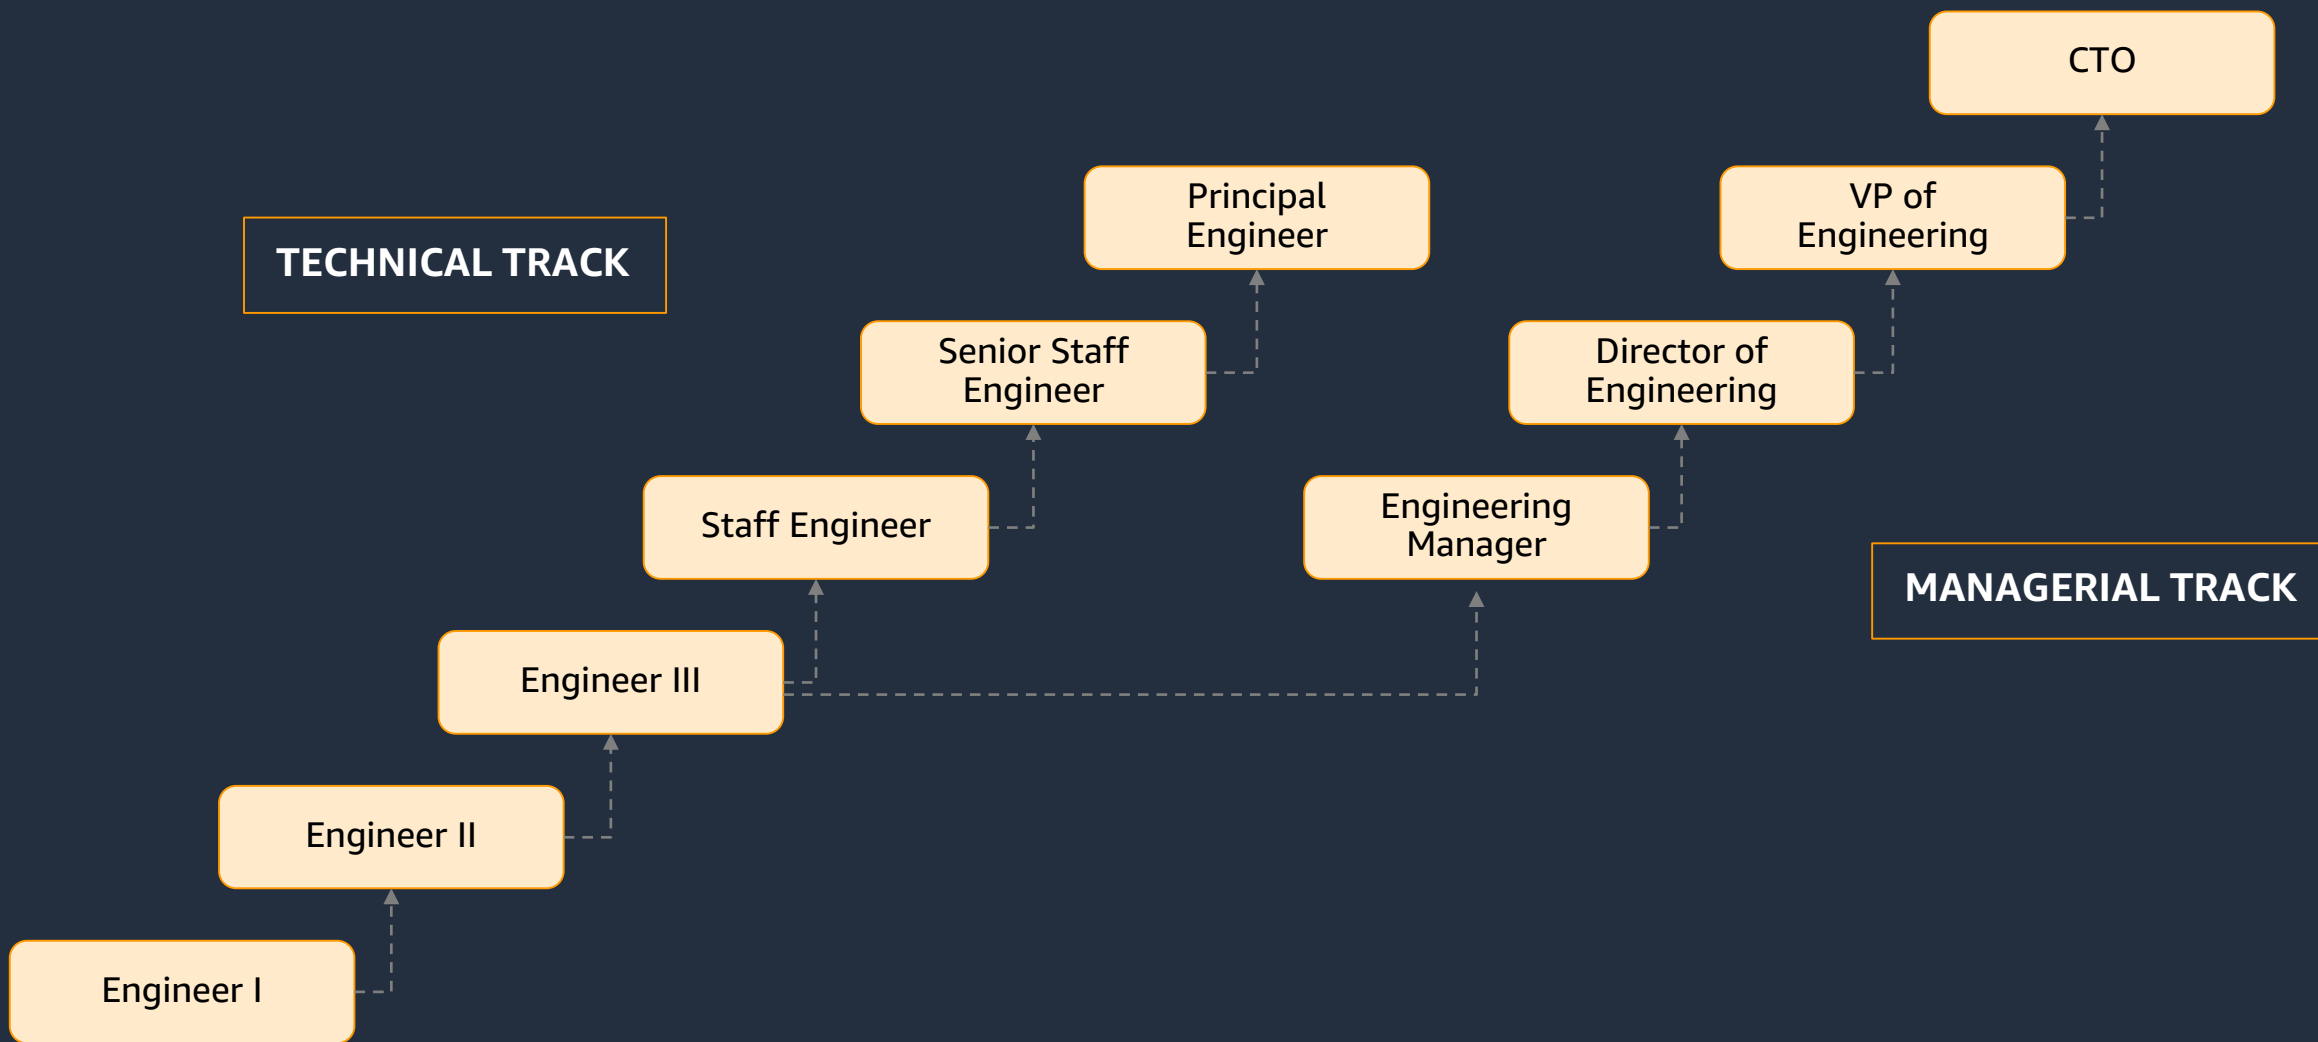 CTO
Principal
Engineer
VP of
Engineering
TECHNICAL TRACK
Senior Staff
Engineer
Director of
Engineering
Staff Engineer
Engineering
Manager
MANAGERIAL TRACK
Engineer III
Engineer II
Engineer I